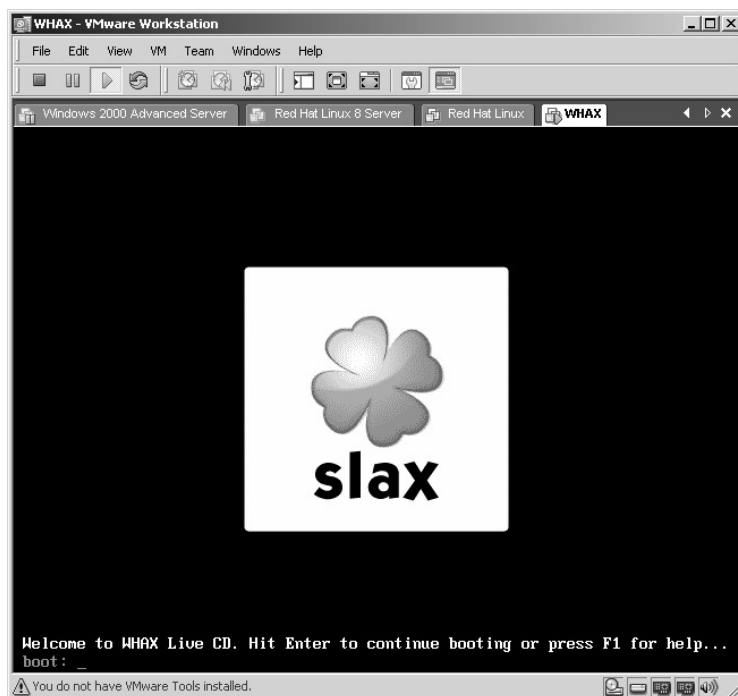 WHAX - VMware Workstation
File Edit View VM Team Windows Help
Windows 2000 Advanced Server Red Hat Linux 8 Server Red Hat Linux WHAX
slax
Welcome to WHAX Live CD. Hit Enter to continue booting or press F1 for help...
boot: _
You do not have VMware Tools installed.